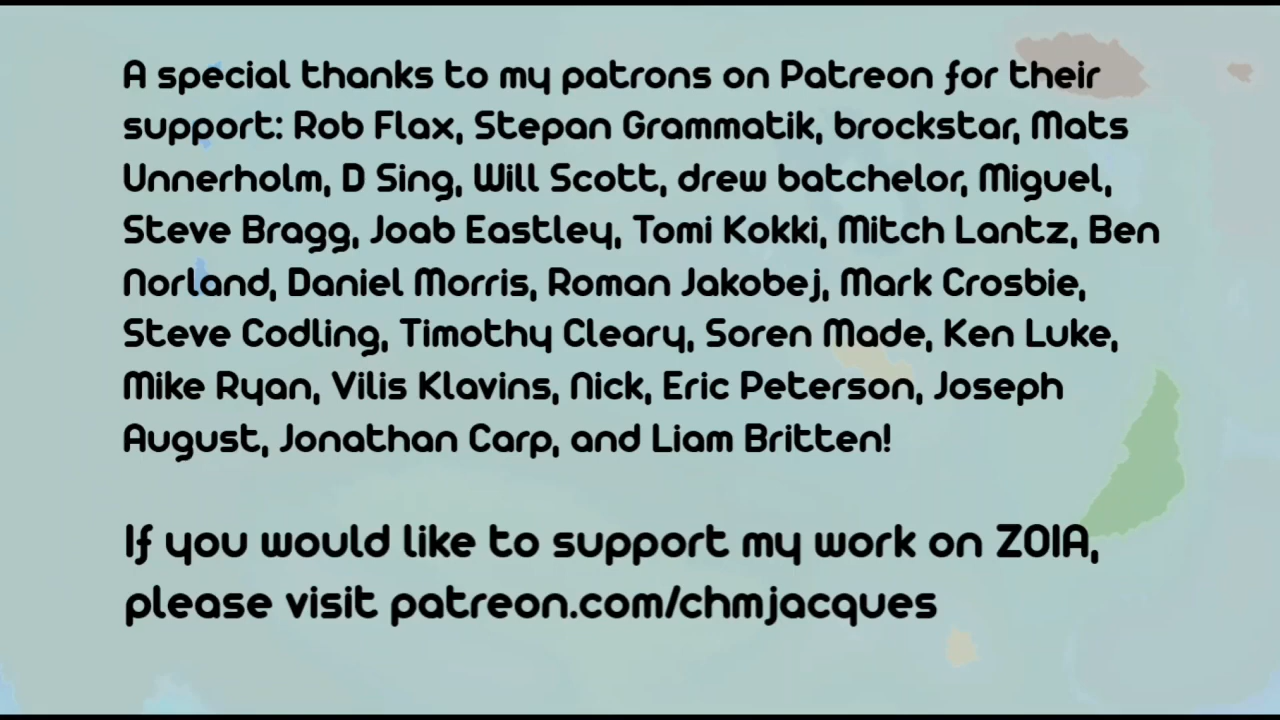 A special thanks to my patrons on Patreon for their
support: Rob Flax, Stepan Grammatik, brockstar, Mats
Unnerholm, D Sing, Will Scott, drew batchelor, Miguel,
Steve Bragg, Joab Eastley, Tomi Kokki, Mitch Lantz, Ben
Norland, Daniel Morris, Roman Jakobej, Mark Crosbie,
Steve Codling, Timothy Cleary, Soren Made, Ken Luke,
Mike Ryan, Vilis Klavins, Nick, Eric Peterson, Joseph
August, Jonathan Carp, and Liam Britten!
If you would like to support my work on ZOIA,
please visit patreon.com/chmjacques